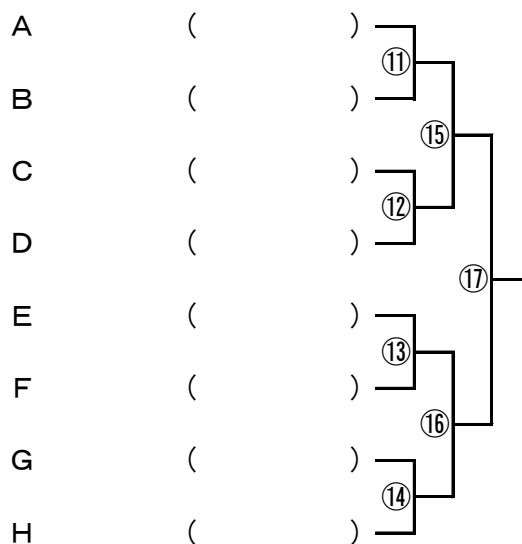 A ( )
⑪
B ( )
⑮
C ( )
⑫
D ( )
⑰
E ( )
⑬
F ( )
⑯
G ( )
⑭
H ( )